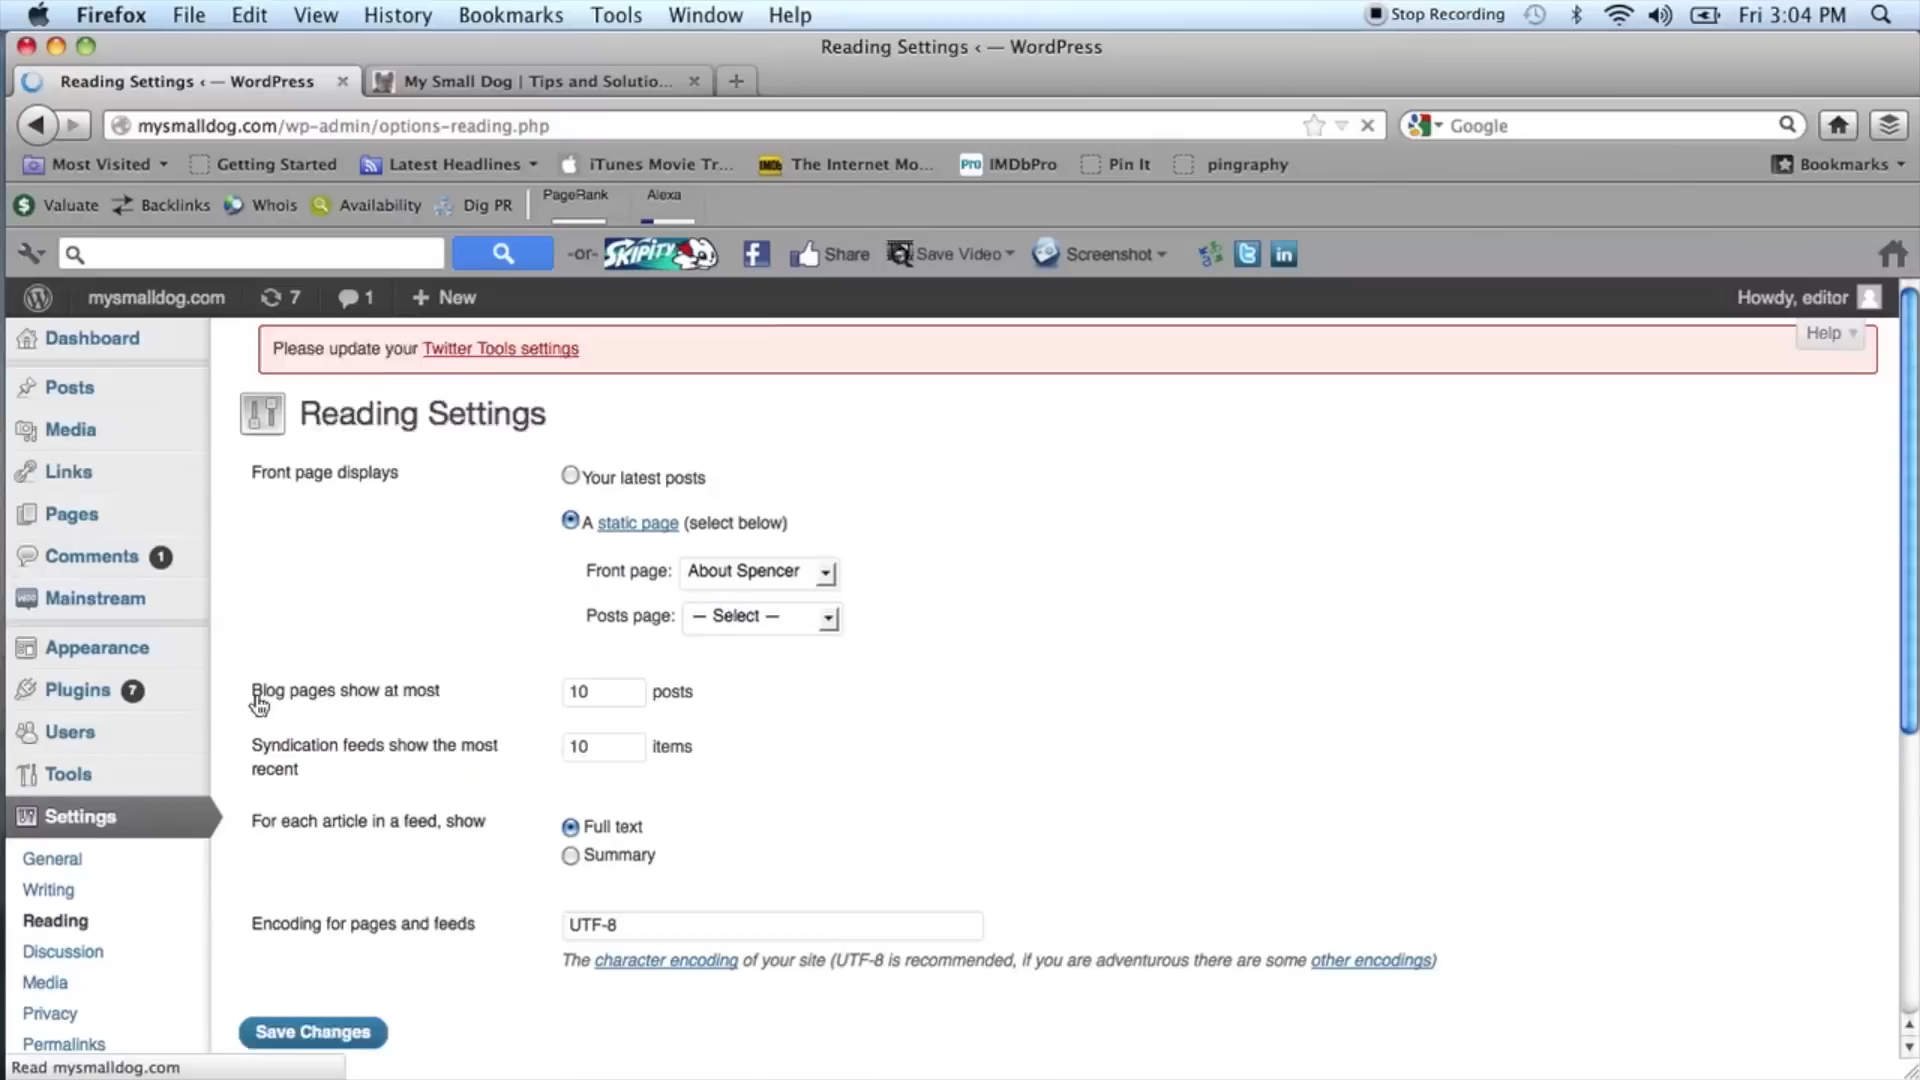 Firefox File Edit View History Bookmarks Tools Window Help Stop Recording Fri 3:04 PM
Reading Settings ‹ — WordPress
Reading Settings ‹ — WordPress My Small Dog | Tips and Solutio...
mysmalldog.com/wp-admin/options-reading.php Google
Most Visited Getting Started Latest Headlines iTunes Movie Tr... IMDb The Internet Mo... Pro IMDbPro Pin It pingraphy Bookmarks
Valuate Backlinks Whois Availability Dig PR PageRank Alexa
-or- SKIPITY Share Save Video Screenshot
mysmalldog.com 7 1 + New Howdy, editor
Dashboard
Please update your Twitter Tools settings
Help
Posts
Media
Links
Pages
Comments 1
Mainstream
Appearance
Plugins 7
Users
Tools
Settings
General
Writing
Reading
Discussion
Media
Privacy
Permalinks
Reading Settings
Front page displays
Your latest posts
A static page (select below)
Front page: About Spencer
Posts page: — Select —
Blog pages show at most 10 posts
Syndication feeds show the most recent 10 items
For each article in a feed, show
Full text
Summary
Encoding for pages and feeds UTF-8
The character encoding of your site (UTF-8 is recommended, if you are adventurous there are some other encodings)
Save Changes
Read mysmalldog.com